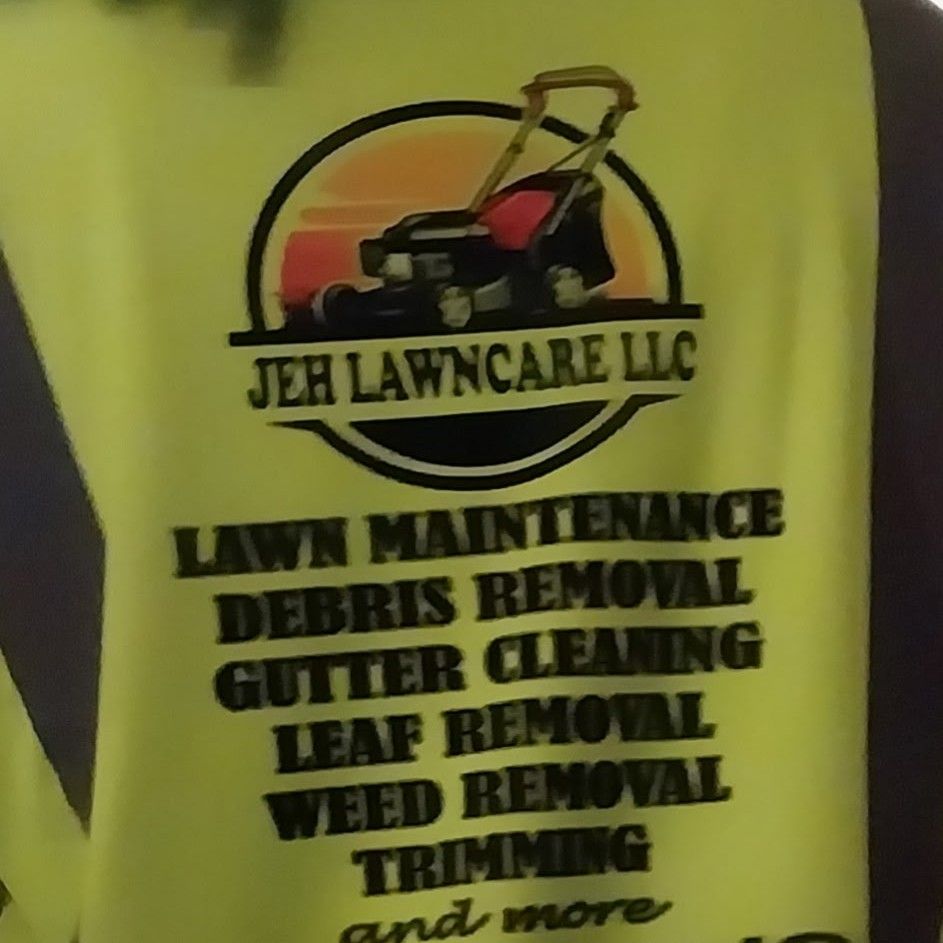 JEH LAWNCARE LLC
LAWN MAINTENANCE
DEBRIS REMOVAL
GUTTER CLEANING
LEAF REMOVAL
WEED REMOVAL
TRIMMING
and more